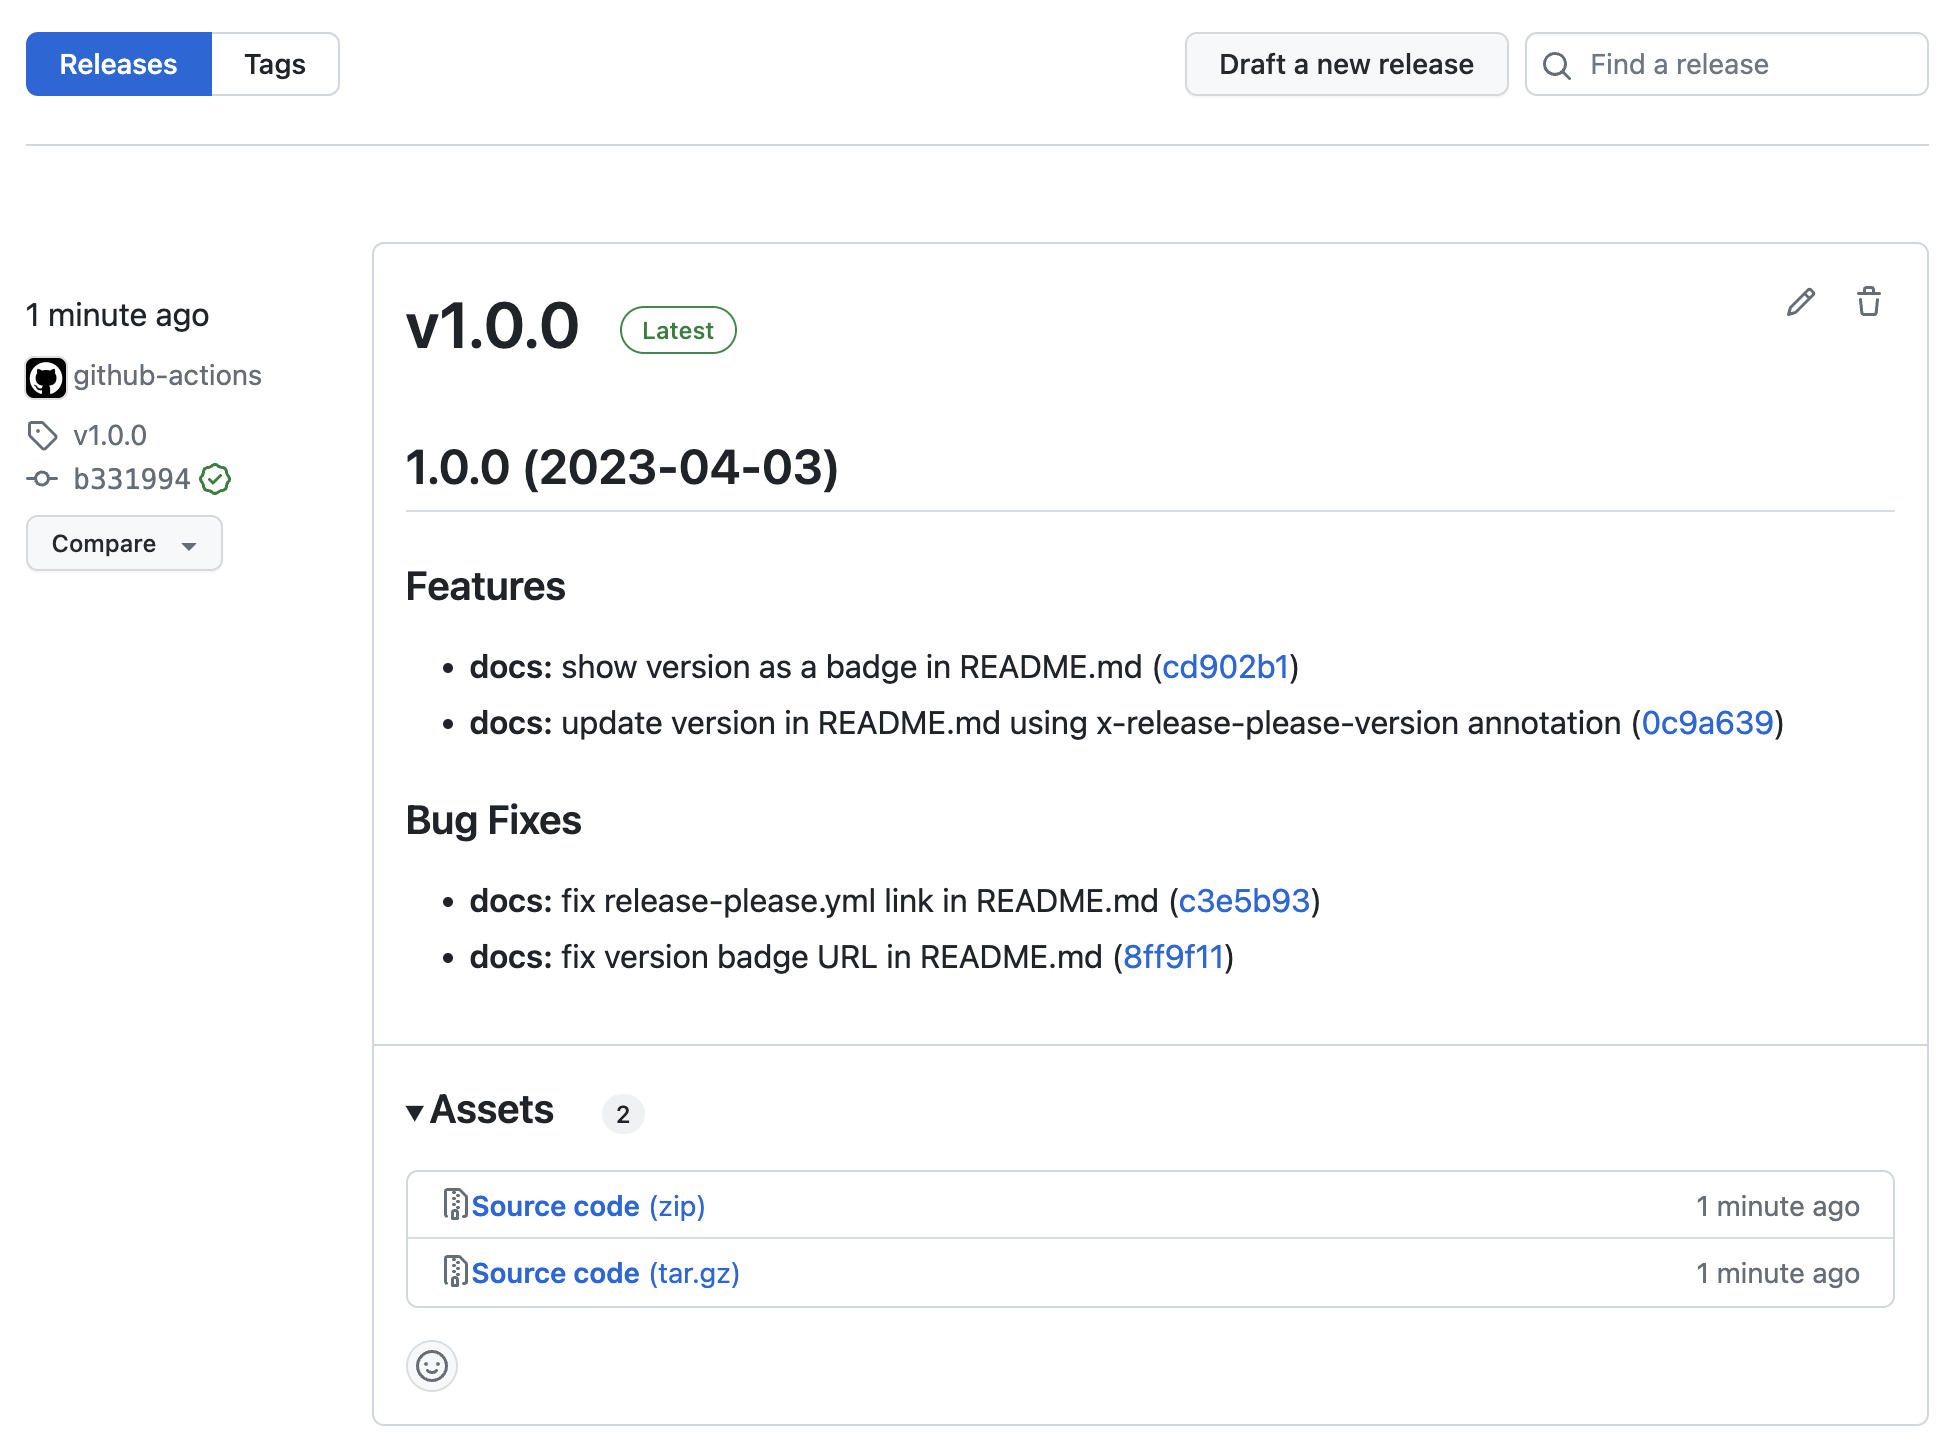 Releases Tags Draft a new release Find a release
1 minute ago
github-actions
v1.0.0
b331994
Compare
v1.0.0 Latest
1.0.0 (2023-04-03)
Features
• docs: show version as a badge in README.md (cd902b1)
• docs: update version in README.md using x-release-please-version annotation (0c9a639)
Bug Fixes
• docs: fix release-please.yml link in README.md (c3e5b93)
• docs: fix version badge URL in README.md (8ff9f11)
Assets 2
Source code (zip) 1 minute ago
Source code (tar.gz) 1 minute ago